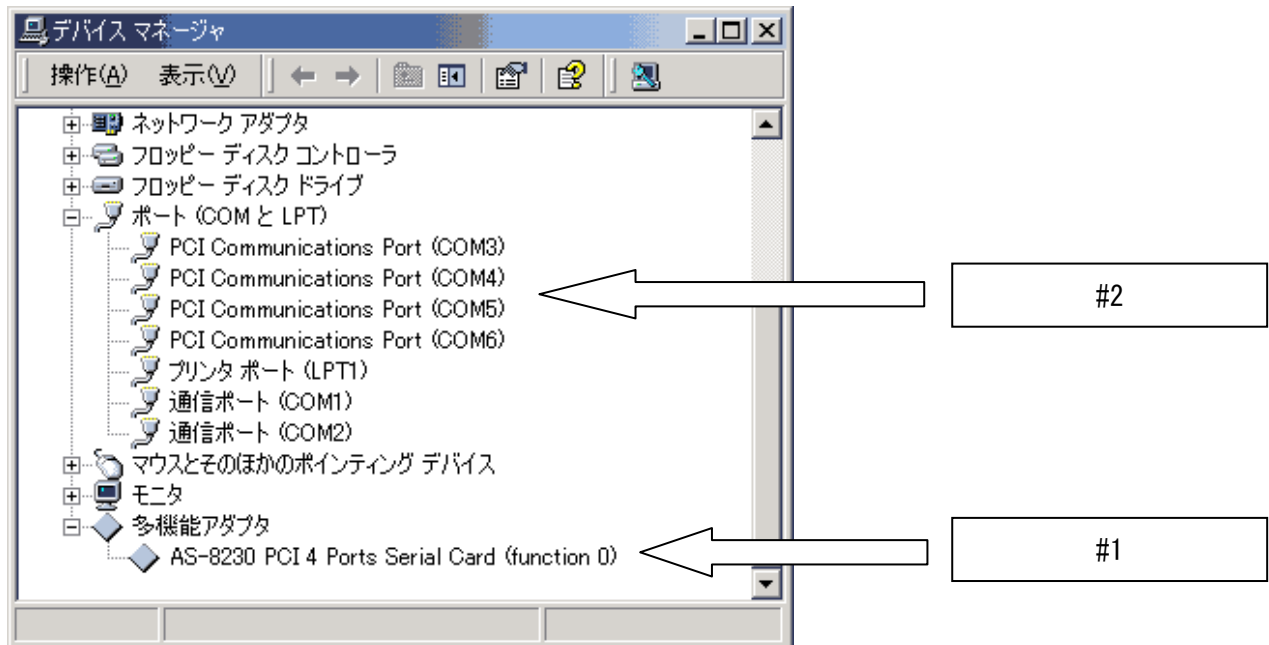 デバイス マネージャ
操作(A) 表示(V)
ネットワーク アダプタ
フロッピー ディスク コントローラ
フロッピー ディスク ドライブ
ポート (COM と LPT)
PCI Communications Port (COM3)
PCI Communications Port (COM4)
#2
PCI Communications Port (COM5)
PCI Communications Port (COM6)
プリンタ ポート (LPT1)
通信ポート (COM1)
通信ポート (COM2)
マウスとそのほかのポインティング デバイス
モニタ
多機能アダプタ
AS-8230 PCI 4 Ports Serial Card (function 0)
#1